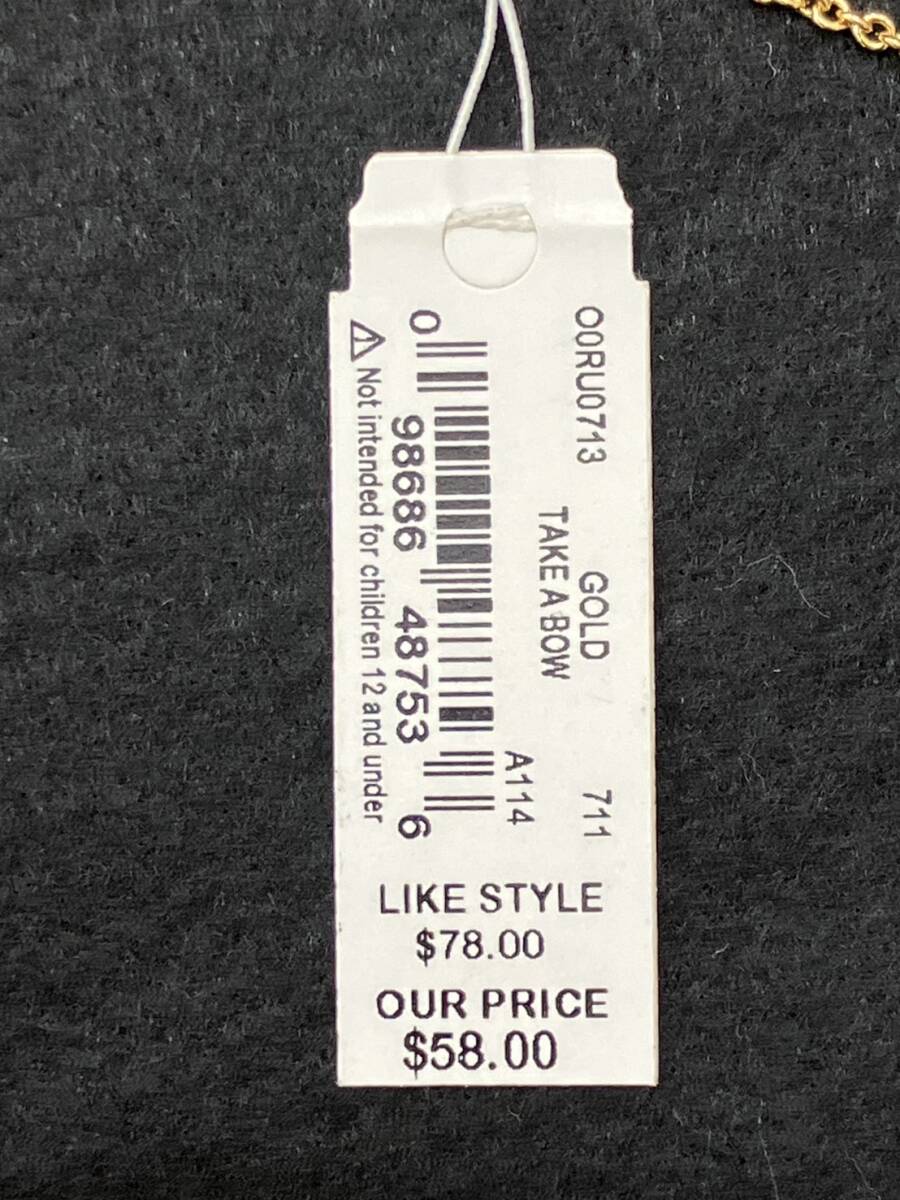 O0RU0713 GOLD 711
TAKE A BOW
A114
0 98686 48753 6
⚠ Not intended for children 12 and under
LIKE STYLE
$78.00
OUR PRICE
$58.00